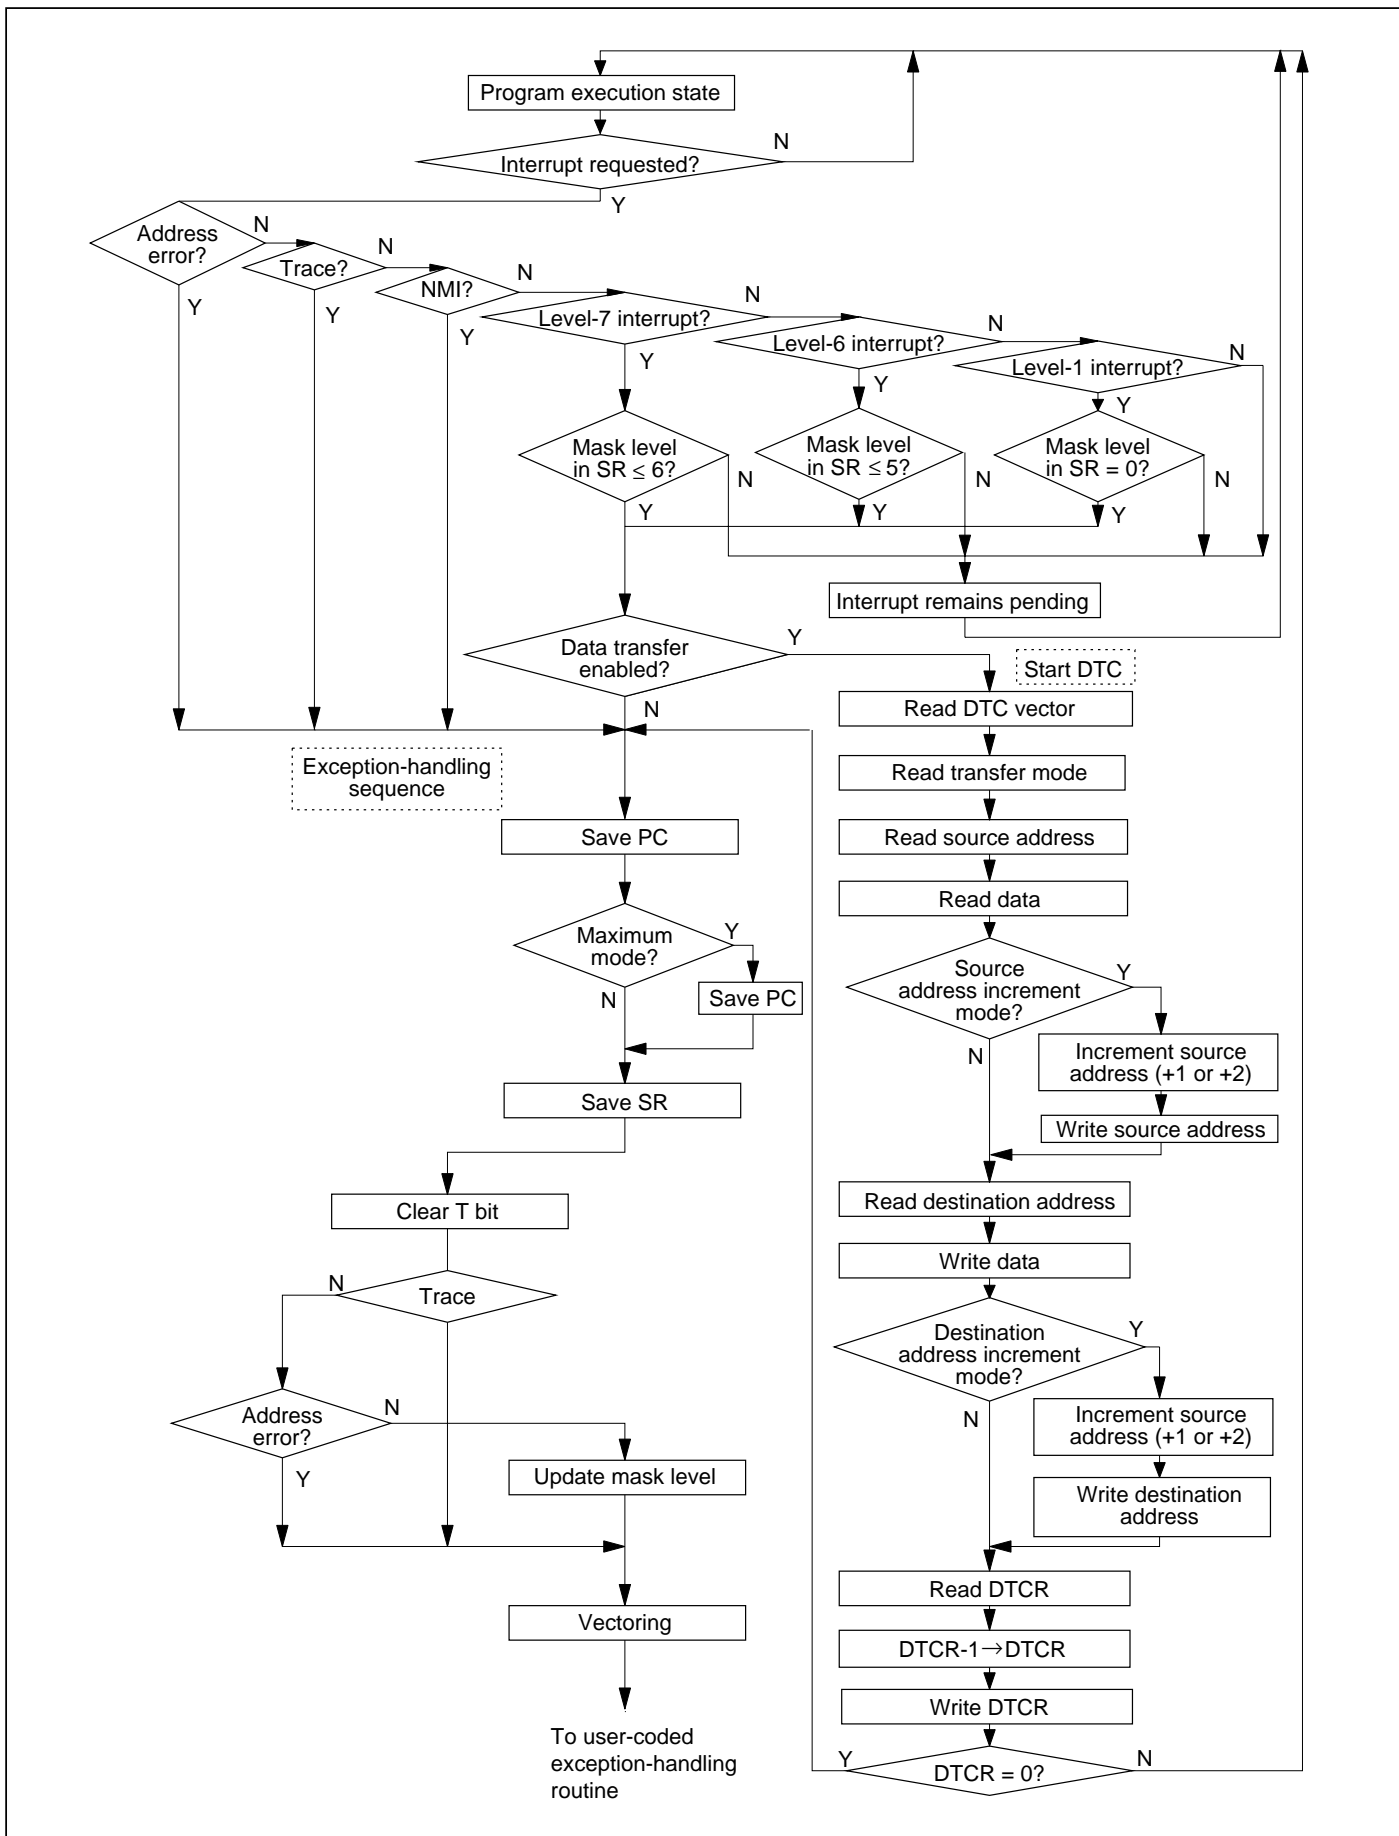 Program execution state
N
Interrupt requested?
Y
Address
error?
N
Y
Trace?
N
Y
NMI?
N
Y
Level-7 interrupt?
N
Y
Level-6 interrupt?
N
Y
Level-1 interrupt?
N
Y
Mask level
in SR ≤ 6?
N
Y
Mask level
in SR ≤ 5?
N
Y
Mask level
in SR = 0?
N
Y
Interrupt remains pending
Data transfer
enabled?
Y
N
Start DTC
Exception-handling
sequence
Save PC
Maximum
mode?
Y
N
Save PC
Save SR
Clear T bit
Trace
N
Address
error?
N
Y
Update mask level
Vectoring
To user-coded
exception-handling
routine
Read DTC vector
Read transfer mode
Read source address
Read data
Source
address increment
mode?
Y
N
Increment source
address (+1 or +2)
Write source address
Read destination address
Write data
Destination
address increment
mode?
Y
N
Increment source
address (+1 or +2)
Write destination
address
Read DTCR
DTCR-1→DTCR
Write DTCR
Y
DTCR = 0?
N